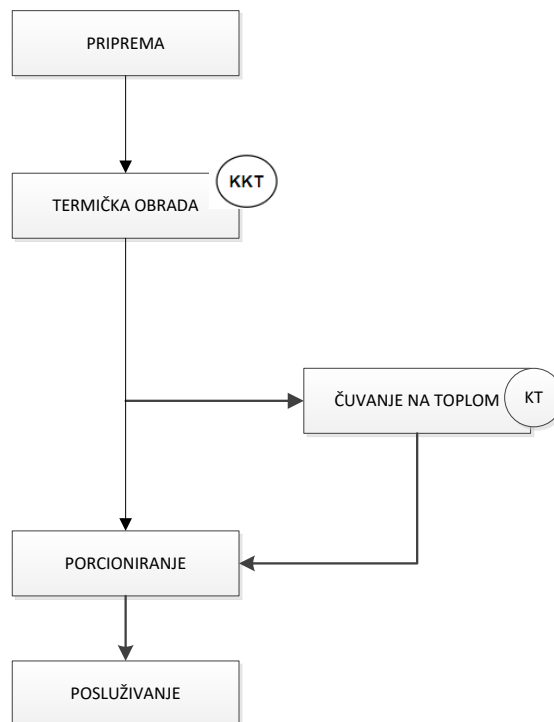 PRIPREMA
KKT
TERMIČKA OBRADA
ČUVANJE NA TOPLOM
KT
PORCIONIRANJE
POSLUŽIVANJE